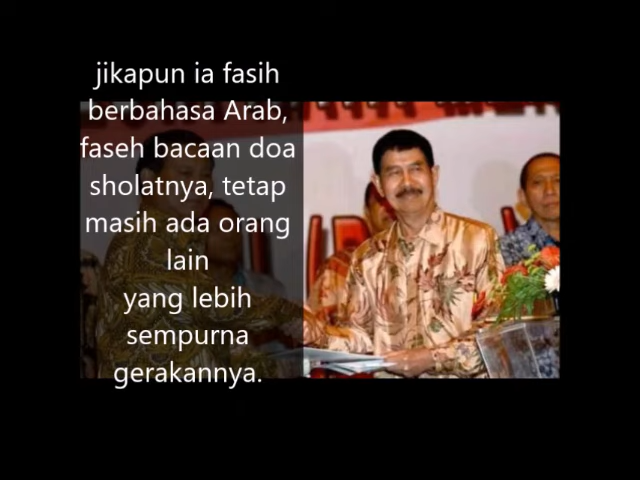 jikapun ia fasih
berbahasa Arab,
faseh bacaan doa
sholatnya, tetap
masih ada orang
lain
yang lebih
sempurna
gerakannya.